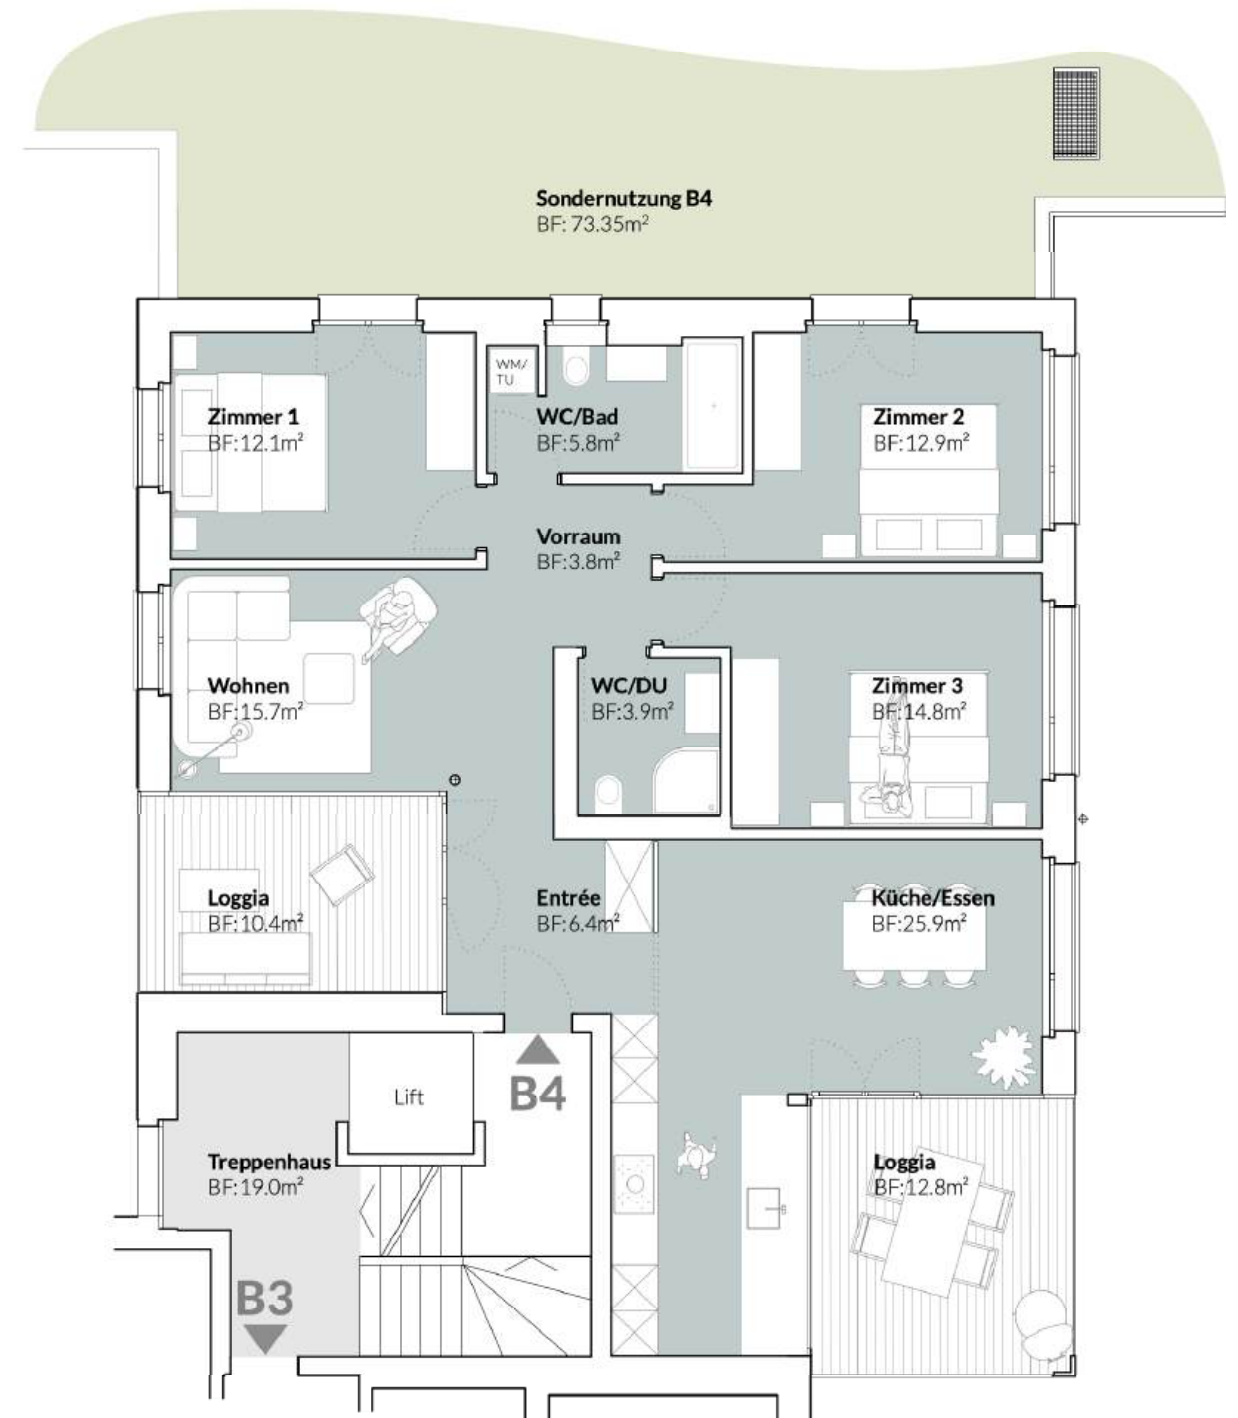 Sondernutzung B4
BF: 73.35m²
WM/
TU
Zimmer 1
BF:12.1m²
WC/Bad
BF:5.8m²
Zimmer 2
BF:12.9m²
Vorraum
BF:3.8m²
Wohnen
BF:15.7m²
WC/DU
BF:3.9m²
Zimmer 3
BF:14.8m²
Loggia
BF:10.4m²
Entrée
BF:6.4m²
Küche/Essen
BF:25.9m²
Lift
B4
Treppenhaus
BF:19.0m²
Loggia
BF:12.8m²
B3